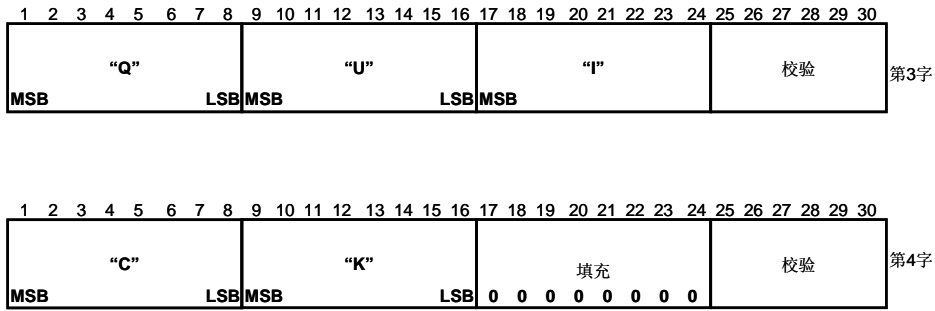 1 2 3 4 5 6 7 8 9 10 11 12 13 14 15 16 17 18 19 20 21 22 23 24 25 26 27 28 29 30
“Q” “U” “I” 校验 第3字
MSB LSB MSB LSB MSB
1 2 3 4 5 6 7 8 9 10 11 12 13 14 15 16 17 18 19 20 21 22 23 24 25 26 27 28 29 30
“C” “K” 填充 校验 第4字
MSB LSB MSB LSB 0 0 0 0 0 0 0 0